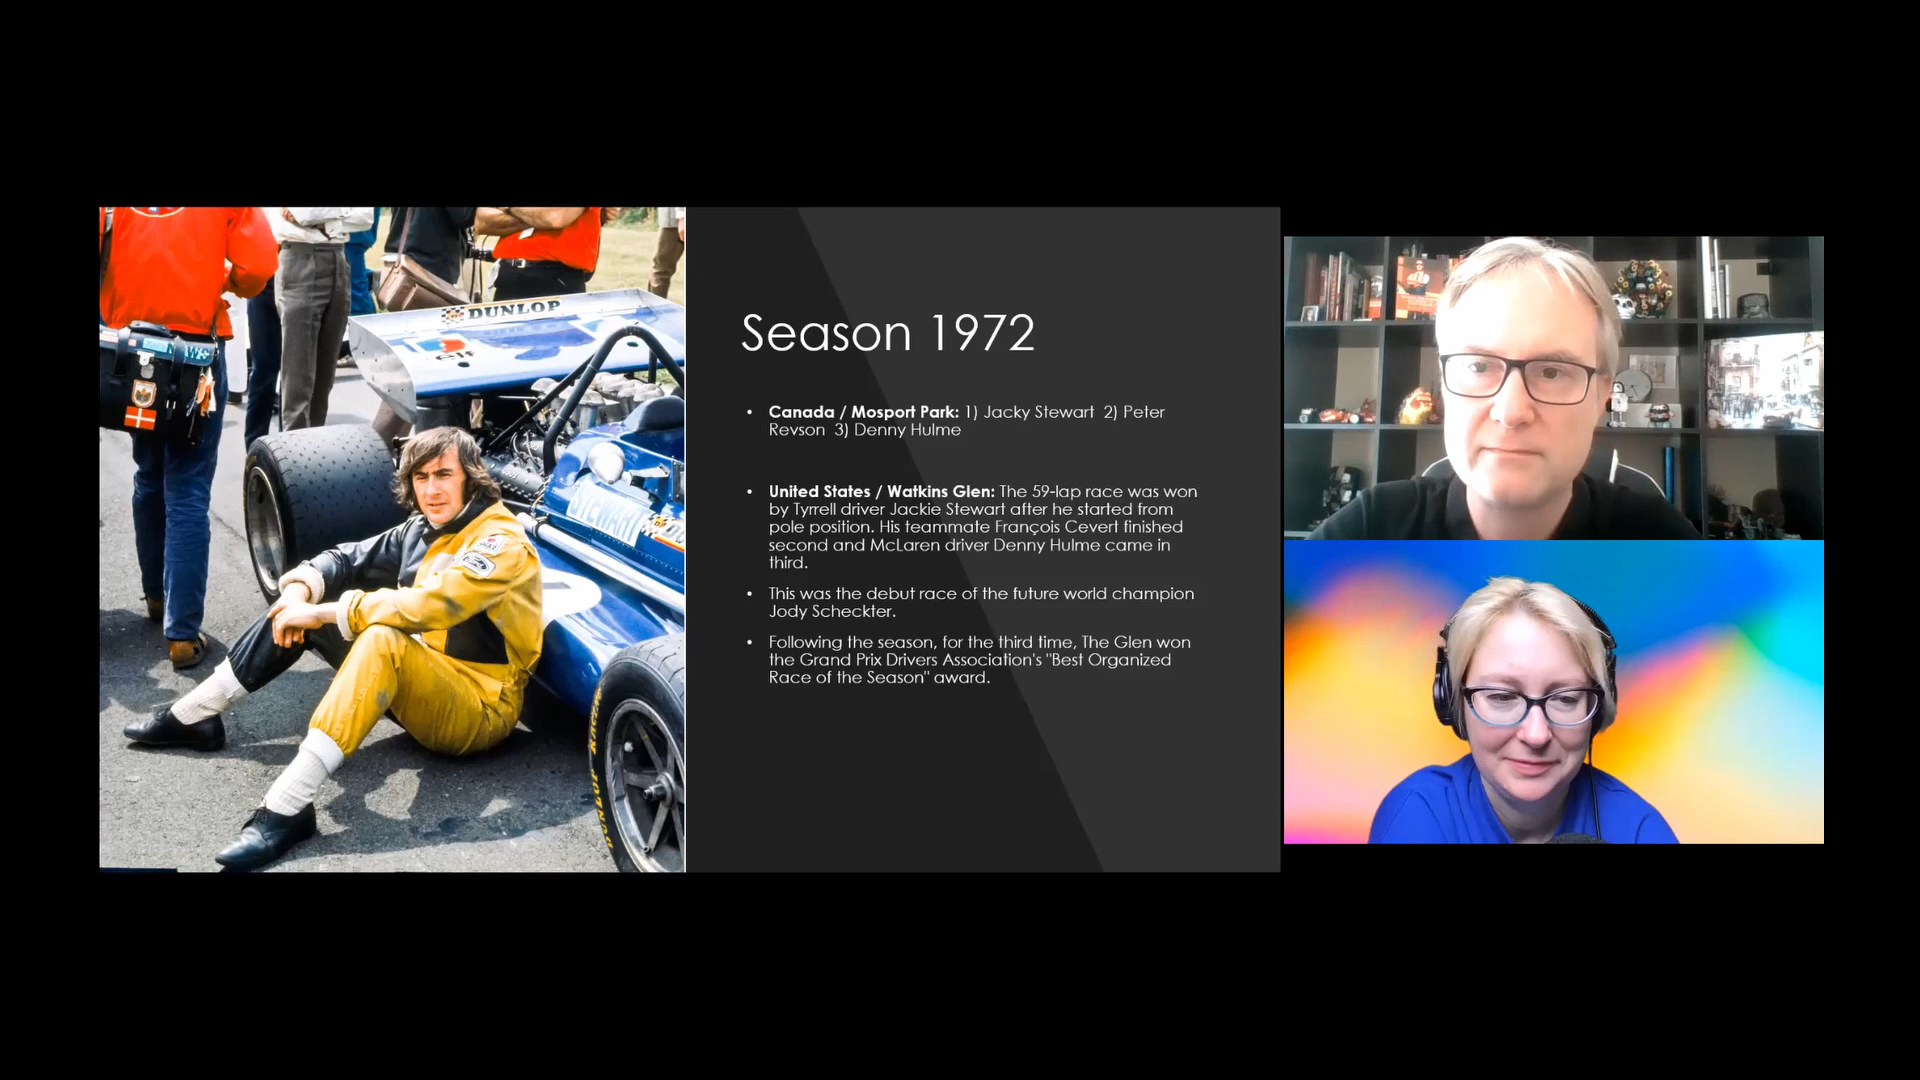 DUNLOP
elf
STEWART
DUNLOP RACING
Season 1972
• Canada / Mosport Park: 1) Jacky Stewart 2) Peter
Revson 3) Denny Hulme
• United States / Watkins Glen: The 59-lap race was won
by Tyrrell driver Jackie Stewart after he started from
pole position. His teammate François Cevert finished
second and McLaren driver Denny Hulme came in
third.
• This was the debut race of the future world champion
Jody Scheckter.
• Following the season, for the third time, The Glen won
the Grand Prix Drivers Association's "Best Organized
Race of the Season" award.